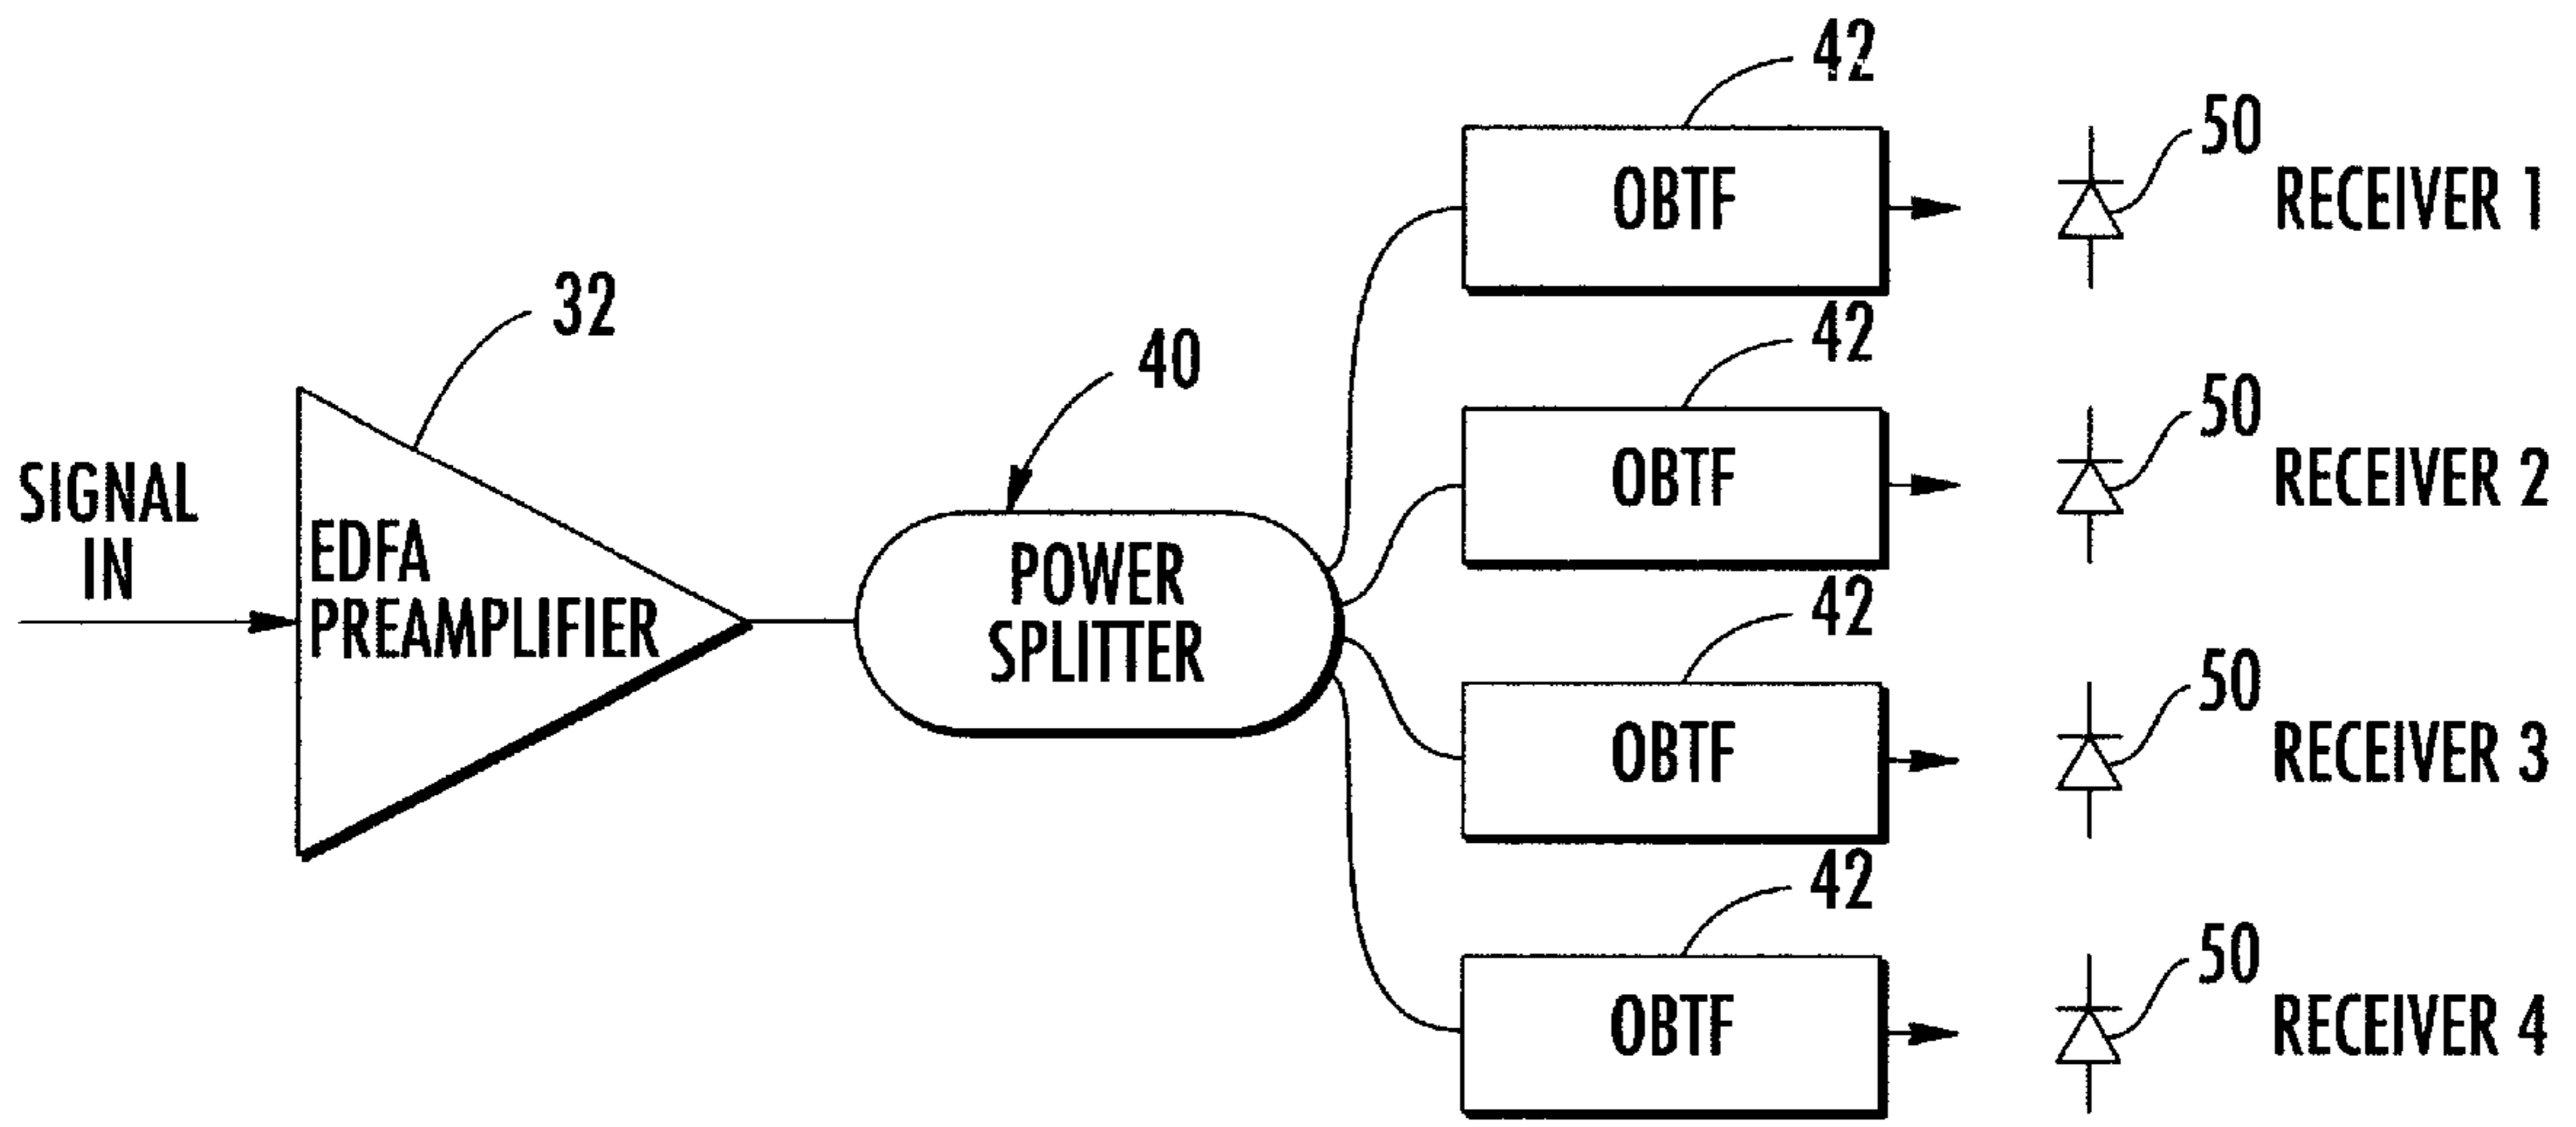 SIGNAL
IN
32
EDFA
PREAMPLIFIER
40
POWER
SPLITTER
42
OBTF
50
RECEIVER 1
42
OBTF
50
RECEIVER 2
42
OBTF
50
RECEIVER 3
42
OBTF
50
RECEIVER 4